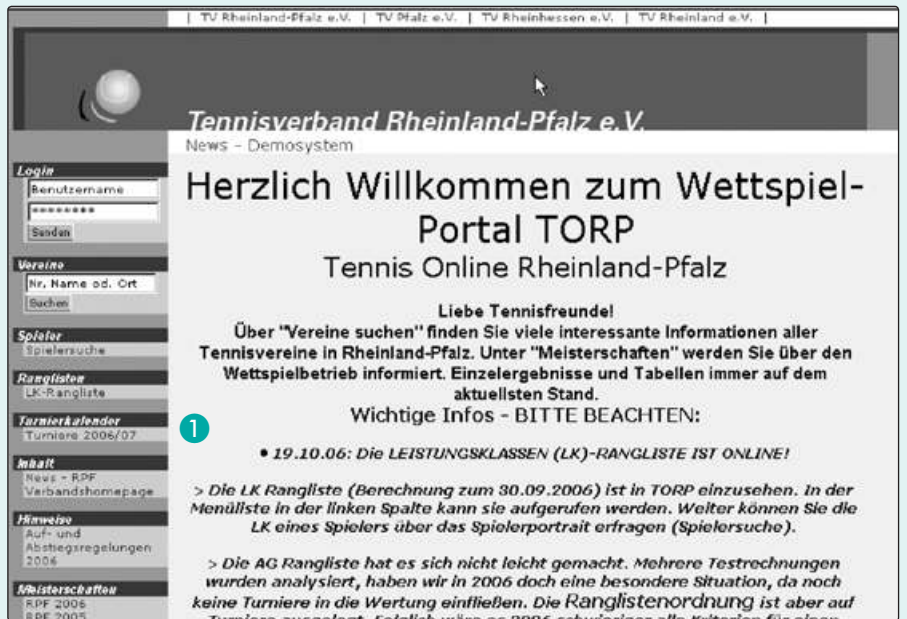 | TV Rheinland-Pfalz e.V. | TV Pfalz e.V. | TV Rheinhessen e.V. | TV Rheinland e.V. |
Tennisverband Rheinland-Pfalz e.V.
News - Demosystem
Login
Benutzername
********
Senden
Vereine
Nr, Name od. Ort
Suchen
Spieler
Spielersuche
Ranglisten
LK-Rangliste
Turnierkalender
Turniere 2006/07
Inhalt
News - RPF
Verbandshomepage
Hinweise
Auf- und
Abstiegsregelungen
2006
Meisterschaften
RPF 2006
RPF 2005
Herzlich Willkommen zum Wettspiel-
Portal TORP
Tennis Online Rheinland-Pfalz
Liebe Tennisfreunde!
Über "Vereine suchen" finden Sie viele interessante Informationen aller
Tennisvereine in Rheinland-Pfalz. Unter "Meisterschaften" werden Sie über den
Wettspielbetrieb informiert. Einzelergebnisse und Tabellen immer auf dem
aktuellsten Stand.
Wichtige Infos - BITTE BEACHTEN:
1
• 19.10.06: Die LEISTUNGSKLASSEN (LK)-RANGLISTE IST ONLINE!
> Die LK Rangliste (Berechnung zum 30.09.2006) ist in TORP einzusehen. In der
Menüliste in der linken Spalte kann sie aufgerufen werden. Weiter können Sie die
LK eines Spielers über das Spielerportrait erfragen (Spielersuche).
> Die AG Rangliste hat es sich nicht leicht gemacht. Mehrere Testrechnungen
wurden analysiert, haben wir in 2006 doch eine besondere Situation, da noch
keine Turniere in die Wertung einfließen. Die Ranglistenordnung ist aber auf